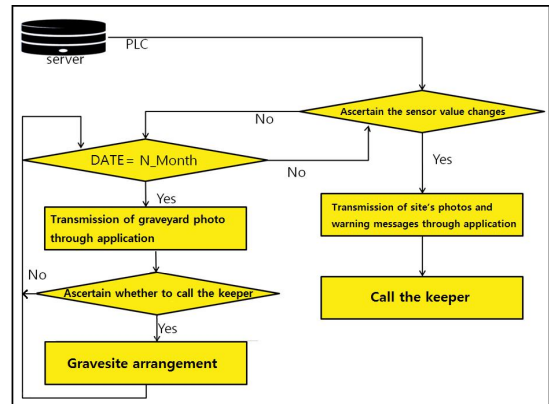 PLC
server
Ascertain the sensor value changes
No
DATE= N_Month
No
Yes
Yes
Transmission of graveyard photo
through application
Transmission of site's photos and
warning messages through application
No
Ascertain whether to call the keeper
Call the keeper
Yes
Gravesite arrangement